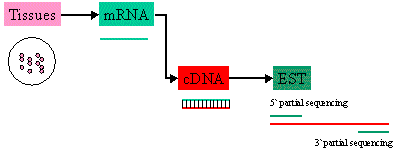 Tissues
mRNA
cDNA
EST
5` partial sequencing
3` partial sequencing